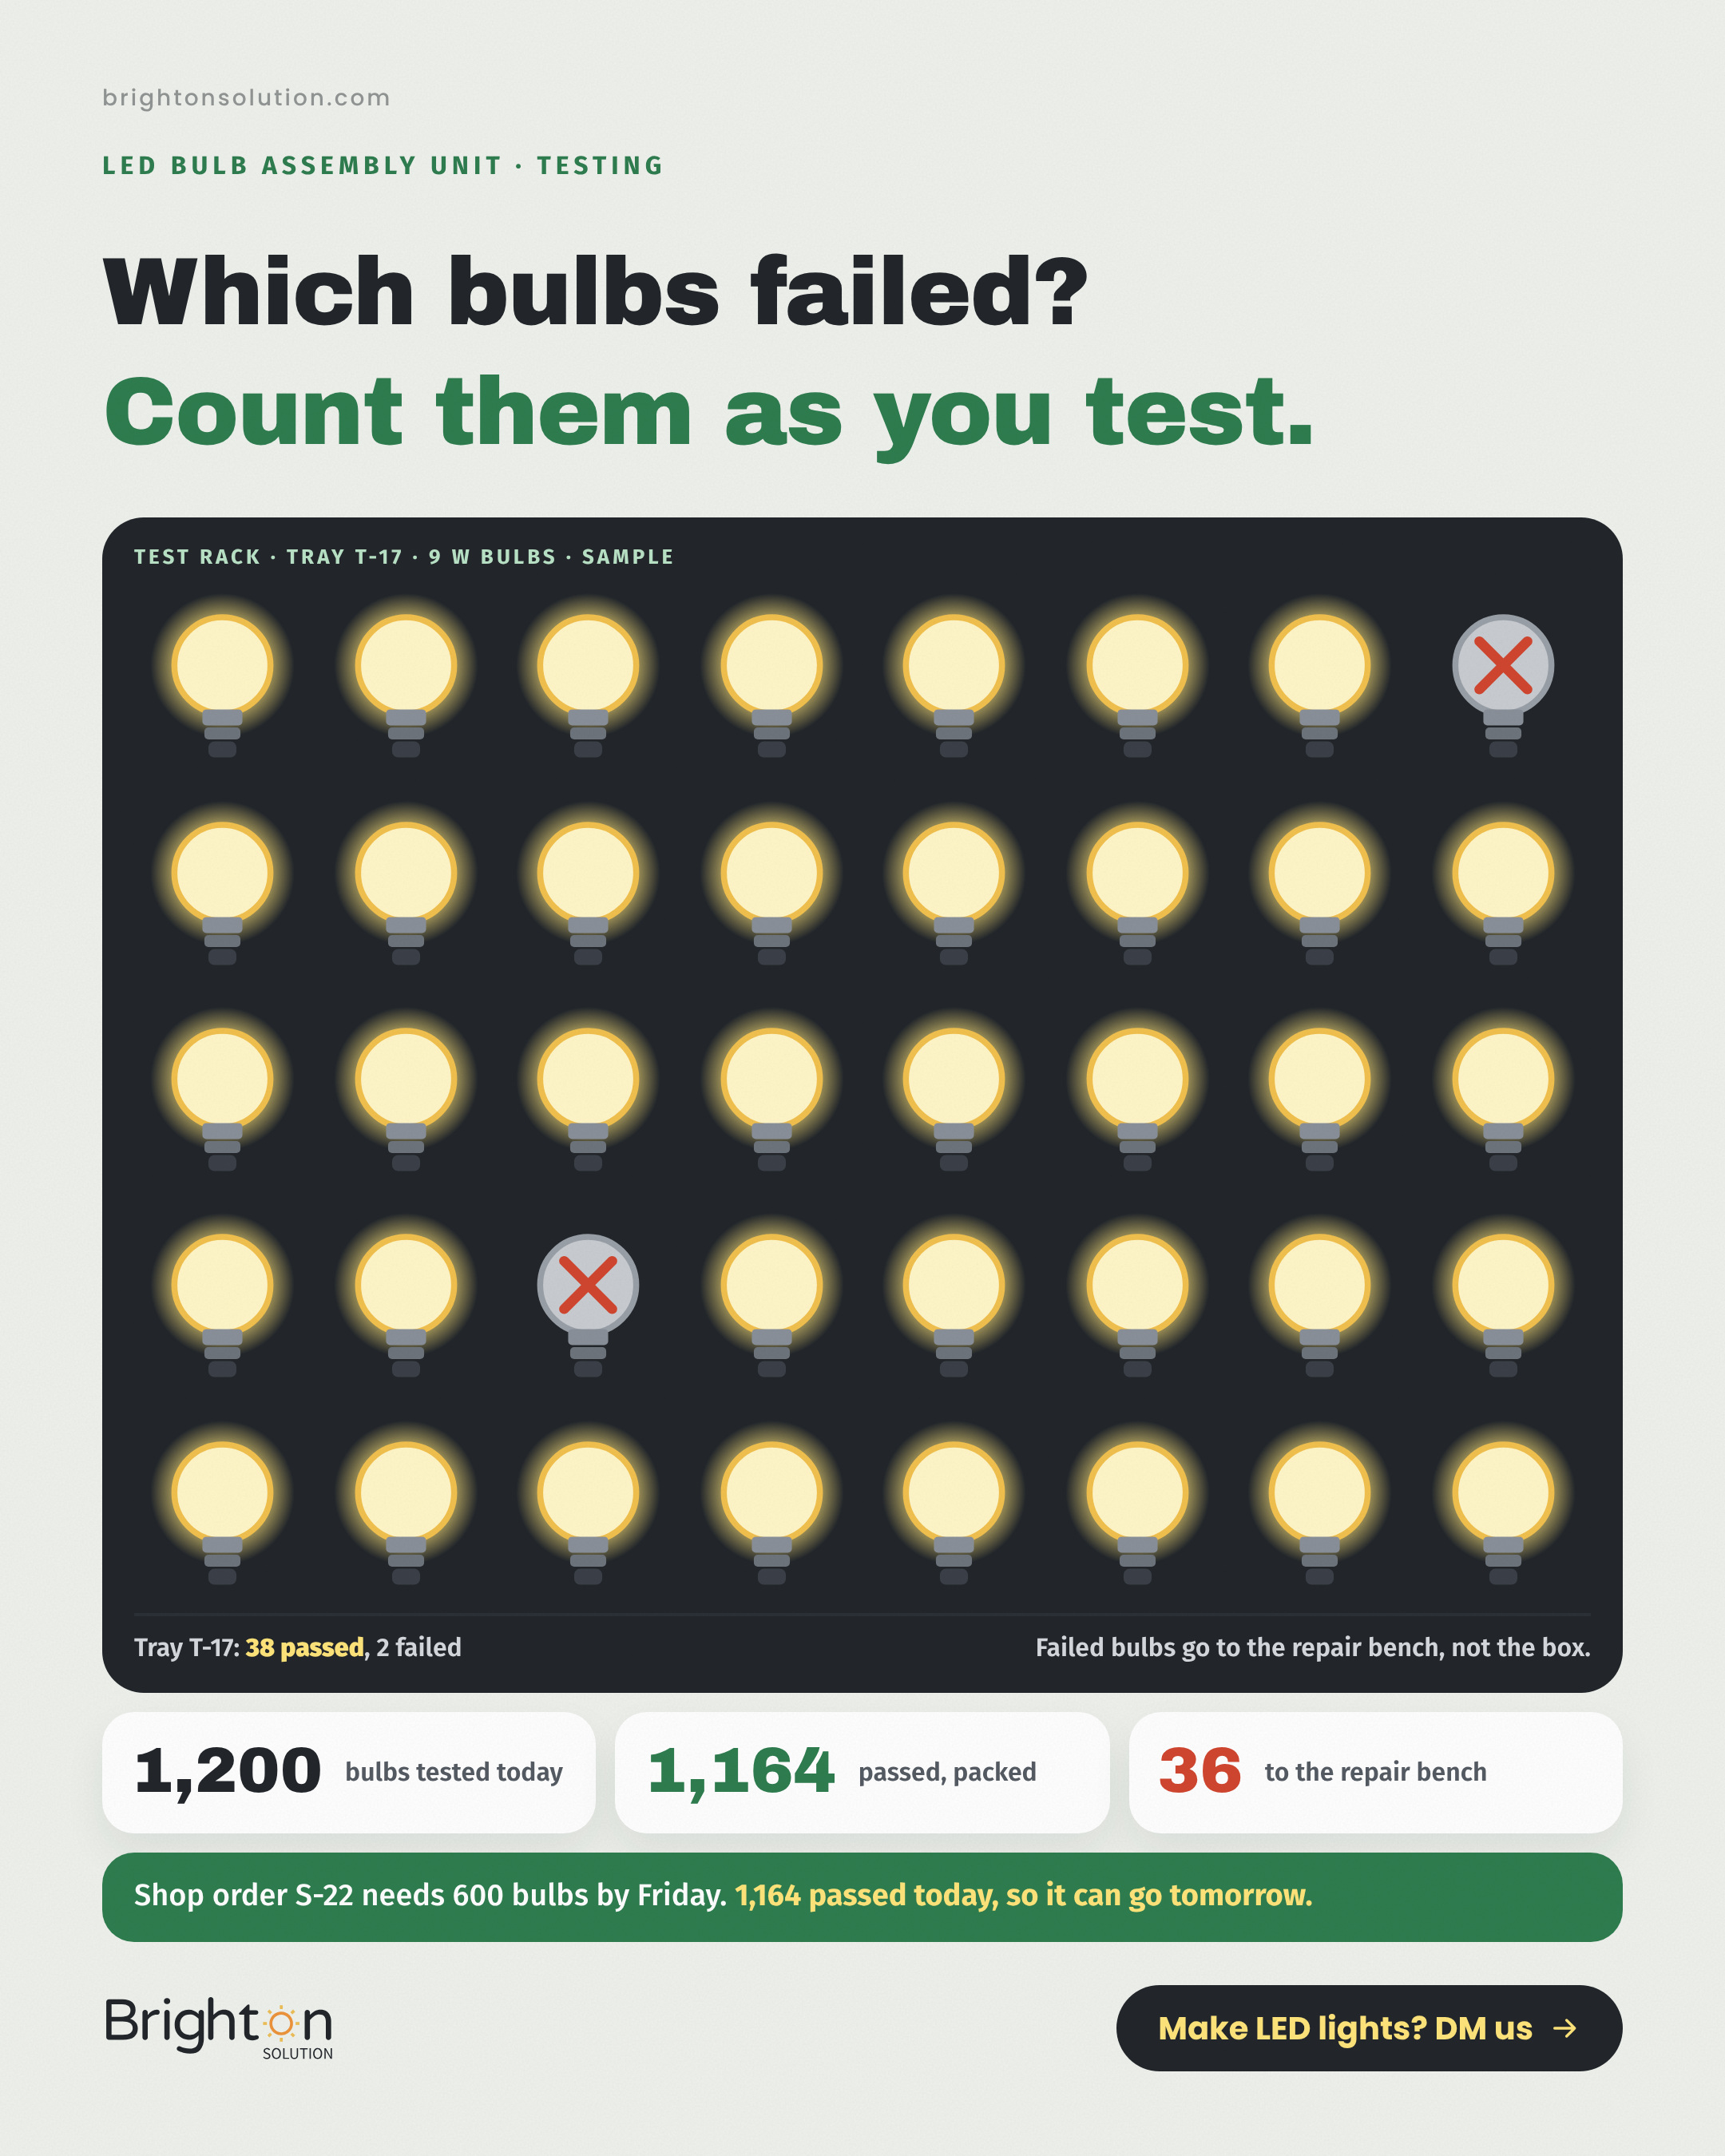 brightonsolution.com
LED BULB ASSEMBLY UNIT · TESTING
Which bulbs failed?
Count them as you test.
TEST RACK · TRAY T-17 · 9 W BULBS · SAMPLE
Tray T-17: 38 passed, 2 failed
Failed bulbs go to the repair bench, not the box.
1,200 bulbs tested today
1,164 passed, packed
36 to the repair bench
Shop order S-22 needs 600 bulbs by Friday. 1,164 passed today, so it can go tomorrow.
Brighton
SOLUTION
Make LED lights? DM us →